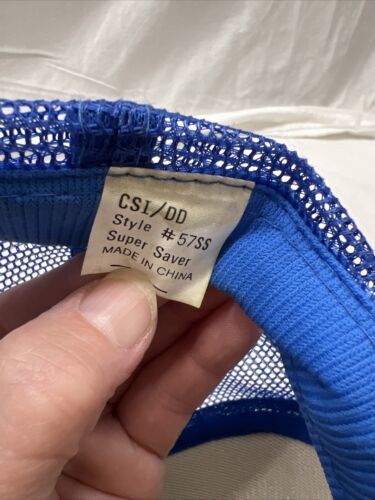 CSI/DD
Style #57SS
Super Saver
MADE IN CHINA